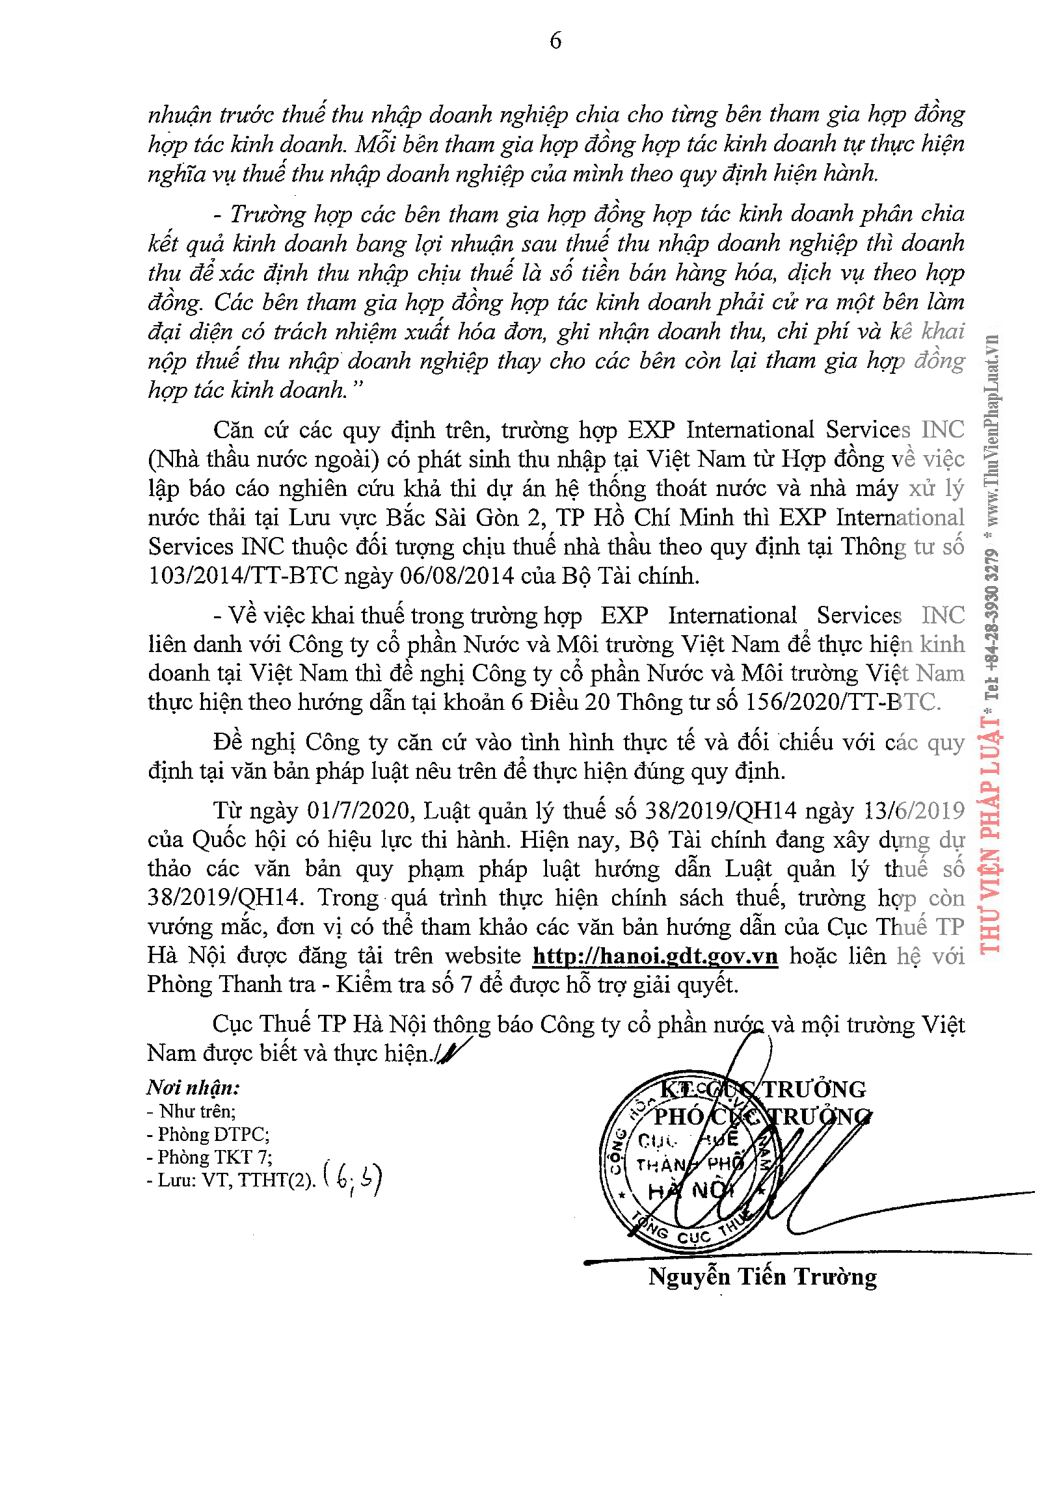 6
nhuận trước thuế thu nhập doanh nghiệp chia cho từng bên tham gia hợp đồng
hợp tác kinh doanh. Mỗi bên tham gia hợp đồng hợp tác kinh doanh tự thực hiện
nghĩa vụ thuế thu nhập doanh nghiệp của mình theo quy định hiện hành.
- Trường hợp các bên tham gia hợp đồng hợp tác kinh doanh phân chia
kết quả kinh doanh bang lợi nhuận sau thuế thu nhập doanh nghiệp thì doanh
thu để xác định thu nhập chịu thuế là số tiền bán hàng hóa, dịch vụ theo hợp
đồng. Các bên tham gia hợp đồng hợp tác kinh doanh phải cử ra một bên làm
đại diện có trách nhiệm xuất hóa đơn, ghi nhận doanh thu, chi phí và kê khai
nộp thuế thu nhập doanh nghiệp thay cho các bên còn lại tham gia hợp đồng
hợp tác kinh doanh.”
Căn cứ các quy định trên, trường hợp EXP International Services INC
(Nhà thầu nước ngoài) có phát sinh thu nhập tại Việt Nam từ Hợp đồng về việc
lập báo cáo nghiên cứu khả thi dự án hệ thống thoát nước và nhà máy xử lý
nước thải tại Lưu vực Bắc Sài Gòn 2, TP Hồ Chí Minh thì EXP International
Services INC thuộc đối tượng chịu thuế nhà thầu theo quy định tại Thông tư số
103/2014/TT-BTC ngày 06/08/2014 của Bộ Tài chính.
- Về việc khai thuế trong trường hợp EXP International Services INC
liên danh với Công ty cổ phần Nước và Môi trường Việt Nam để thực hiện kinh
doanh tại Việt Nam thì đề nghị Công ty cổ phần Nước và Môi trường Việt Nam
thực hiện theo hướng dẫn tại khoản 6 Điều 20 Thông tư số 156/2020/TT-BTC.
Đề nghị Công ty căn cứ vào tình hình thực tế và đối chiếu với các quy
định tại văn bản pháp luật nêu trên để thực hiện đúng quy định.
Từ ngày 01/7/2020, Luật quản lý thuế số 38/2019/QH14 ngày 13/6/2019
của Quốc hội có hiệu lực thi hành. Hiện nay, Bộ Tài chính đang xây dựng dự
thảo các văn bản quy phạm pháp luật hướng dẫn Luật quản lý thuế số
38/2019/QH14. Trong quá trình thực hiện chính sách thuế, trường hợp còn
vướng mắc, đơn vị có thể tham khảo các văn bản hướng dẫn của Cục Thuế TP
Hà Nội được đăng tải trên website http://hanoi.gdt.gov.vn hoặc liên hệ với
Phòng Thanh tra - Kiểm tra số 7 để được hỗ trợ giải quyết.
Cục Thuế TP Hà Nội thông báo Công ty cổ phần nước và mội trường Việt
Nam được biết và thực hiện./.
Nơi nhận:
- Như trên;
- Phòng DTPC;
- Phòng TKT 7;
- Lưu: VT, TTHT(2). (6; 3)
KT. CỤC TRƯỞNG
PHÓ CỤC TRƯỞNG
CỤC THUẾ
THÀNH PHỐ
HÀ NỘI
TỔNG CỤC THUẾ
Nguyễn Tiến Trường
THƯ VIỆN PHÁP LUẬT * Tel: +84-28-3930 3279 * www.ThuVienPhapLuat.vn